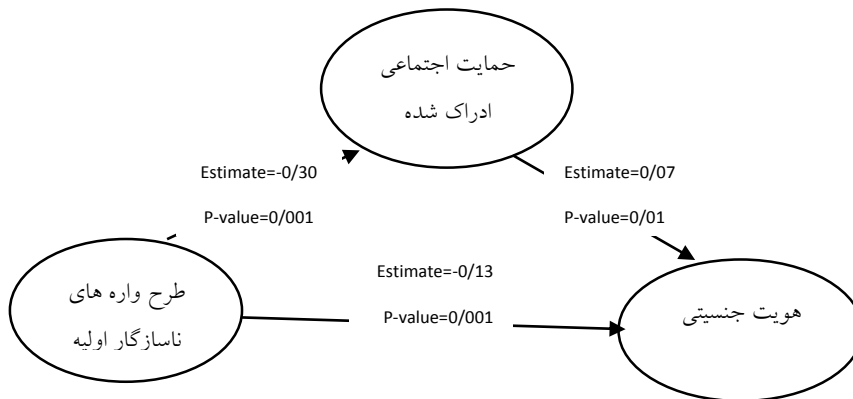 حمایت اجتماعی
ادراک شده
Estimate=-0/30
P-value=0/001
Estimate=0/07
P-value=0/01
Estimate=-0/13
P-value=0/001
طرح واره های
ناسازگار اولیه
هویت جنسیتی